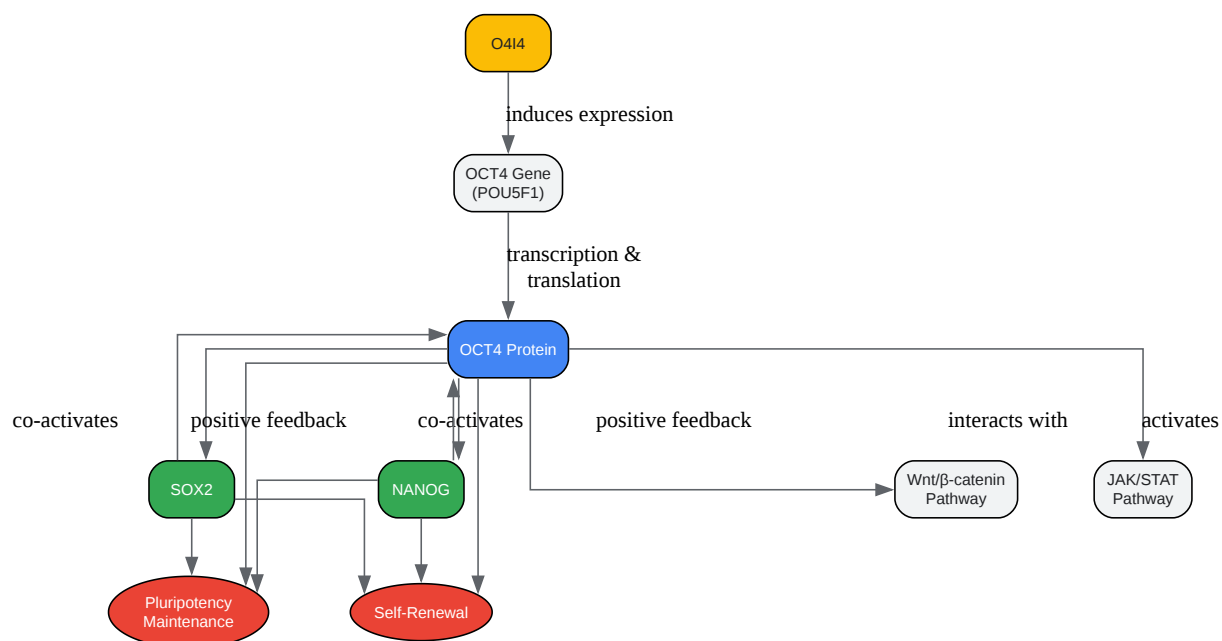 O4I4
induces expression
OCT4 Gene
(POU5F1)
transcription &
translation
OCT4 Protein
co-activates
positive feedback
co-activates
positive feedback
interacts with
activates
SOX2
NANOG
Wnt/β-catenin
Pathway
JAK/STAT
Pathway
Pluripotency
Maintenance
Self-Renewal